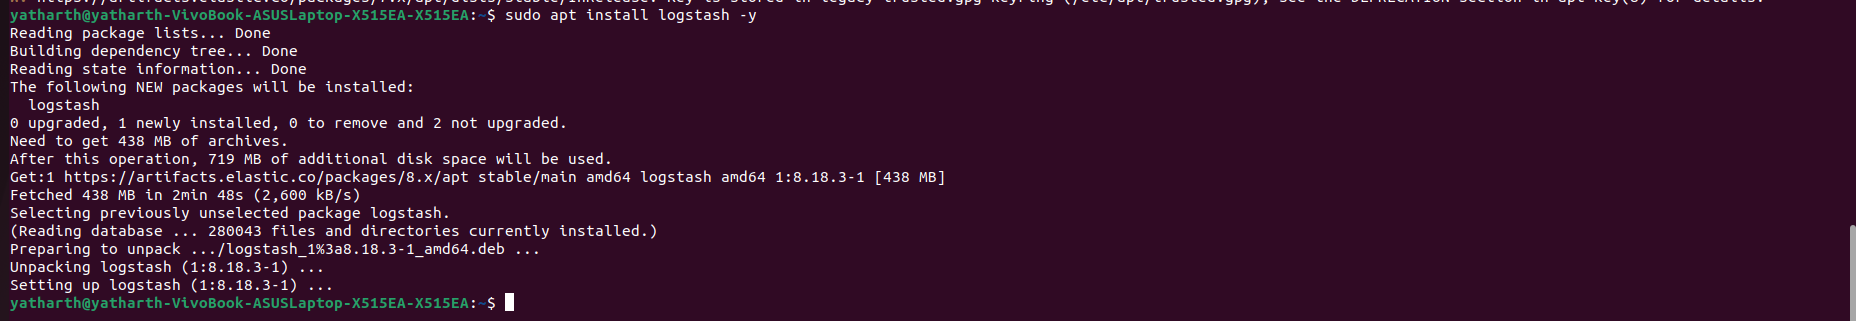 yatharth@yatharth-VivoBook-ASUSLaptop-X515EA-X515EA:~$ sudo apt install logstash -y
Reading package lists... Done
Building dependency tree... Done
Reading state information... Done
The following NEW packages will be installed:
  logstash
0 upgraded, 1 newly installed, 0 to remove and 2 not upgraded.
Need to get 438 MB of archives.
After this operation, 719 MB of additional disk space will be used.
Get:1 https://artifacts.elastic.co/packages/8.x/apt stable/main amd64 logstash amd64 1:8.18.3-1 [438 MB]
Fetched 438 MB in 2min 48s (2,600 kB/s)
Selecting previously unselected package logstash.
(Reading database ... 280043 files and directories currently installed.)
Preparing to unpack .../logstash_1%3a8.18.3-1_amd64.deb ...
Unpacking logstash (1:8.18.3-1) ...
Setting up logstash (1:8.18.3-1) ...
yatharth@yatharth-VivoBook-ASUSLaptop-X515EA-X515EA:~$